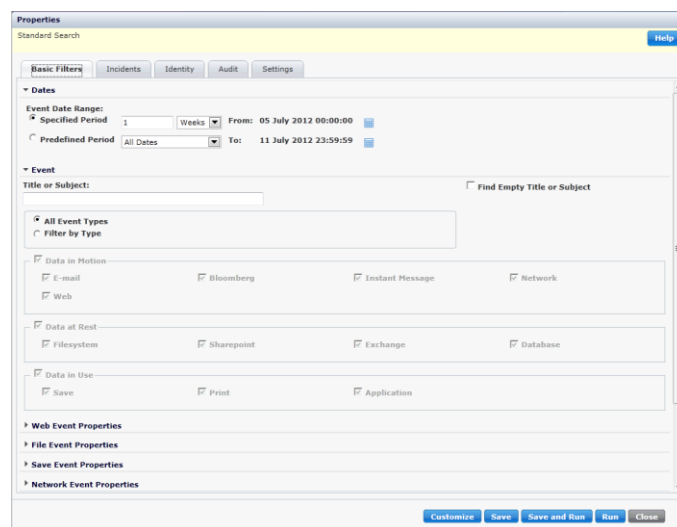 Properties
Standard Search
Help
Basic Filters Incidents Identity Audit Settings
Dates
Event Date Range:
Specified Period 1 Weeks From: 05 July 2012 00:00:00
Predefined Period All Dates To: 11 July 2012 23:59:59
Event
Title or Subject: Find Empty Title or Subject
All Event Types
Filter by Type
Data in Motion
E-mail Bloomberg Instant Message Network
Web
Data at Rest
Filesystem Sharepoint Exchange Database
Data in Use
Save Print Application
Web Event Properties
File Event Properties
Save Event Properties
Network Event Properties
Customize Save Save and Run Run Close